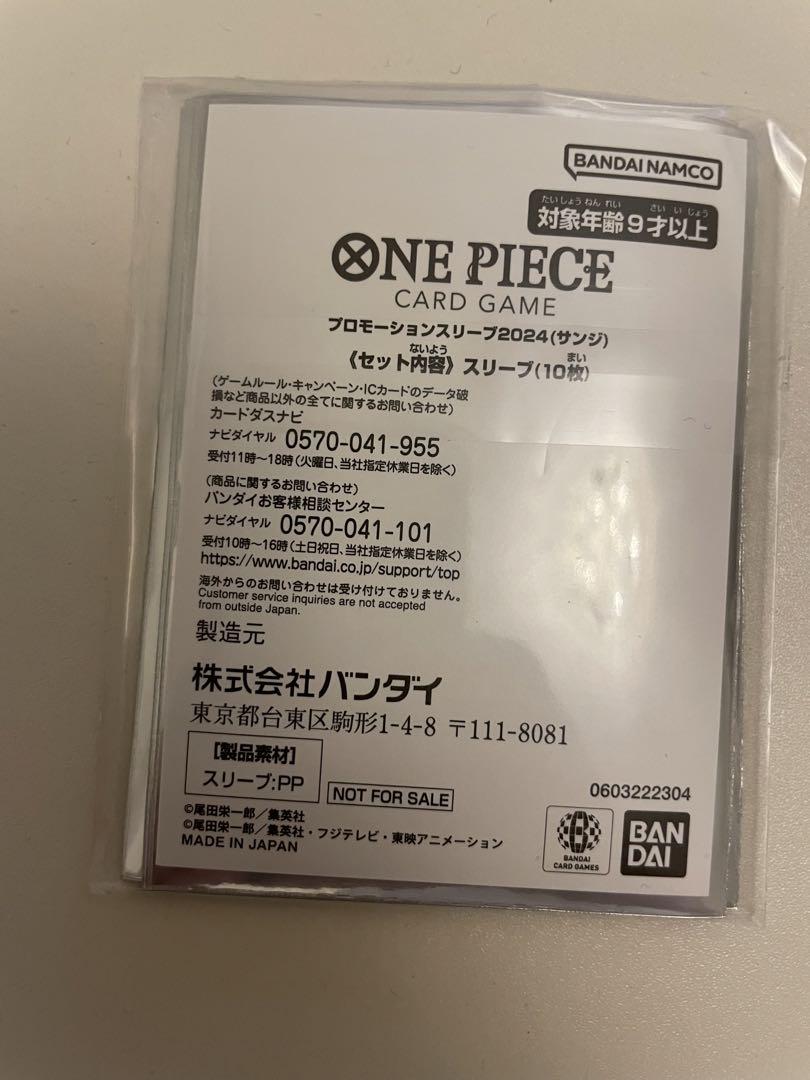 BANDAI NAMCO
たいしょうねんれい さいいじょう
対象年齢9才以上
ONE PIECE
CARD GAME
プロモーションスリーブ2024(サンジ)
ないよう まい
《セット内容》スリーブ(10枚)
(ゲームルール・キャンペーン・ICカードのデータ破
損など商品以外の全てに関するお問い合わせ)
カードダスナビ
ナビダイヤル 0570-041-955
受付11時~18時(火曜日、当社指定休業日を除く)
(商品に関するお問い合わせ)
バンダイお客様相談センター
ナビダイヤル 0570-041-101
受付10時~16時(土日祝日、当社指定休業日を除く)
https://www.bandai.co.jp/support/top
海外からのお問い合わせは受け付けておりません。
Customer service inquiries are not accepted
from outside Japan.
製造元
株式会社バンダイ
東京都台東区駒形1-4-8 〒111-8081
[製品素材]
スリーブ:PP
NOT FOR SALE
0603222304
©尾田栄一郎/集英社
©尾田栄一郎/集英社・フジテレビ・東映アニメーション
MADE IN JAPAN
BANDAI
CARD GAMES
BAN
DAI